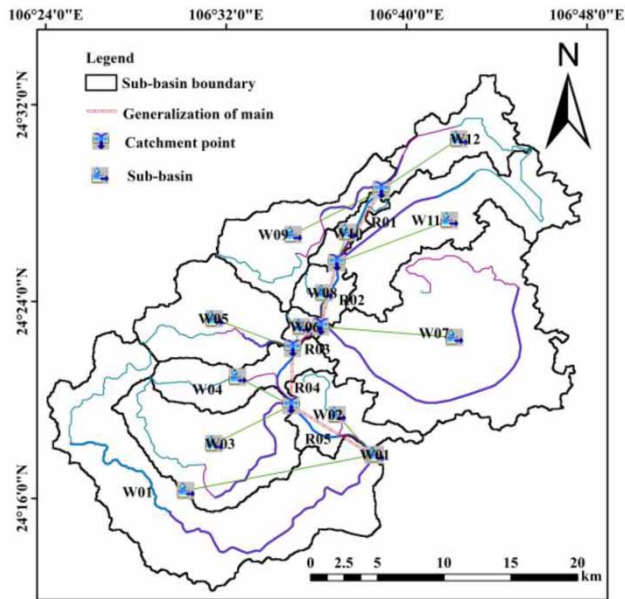 106°24'0"E 106°32'0"E 106°40'0"E 106°48'0"E
24°32'0"N
24°24'0"N
24°16'0"N
Legend
Sub-basin boundary
Generalization of main
Catchment point
Sub-basin
N
W12
R01
W11
W10
W09
W08
R02
W05
W06
W07
R03
W04
R04
W02
W03
R05
W01
W01
0 2.5 5 10 15 20
km